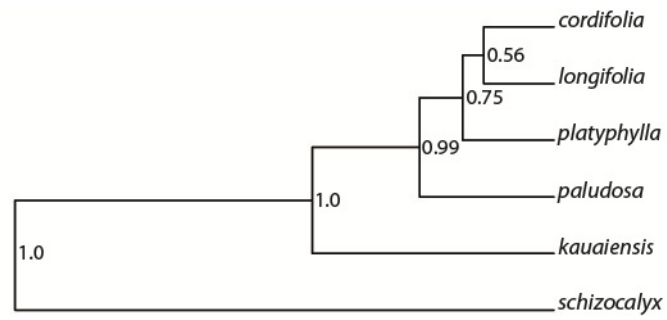 cordifolia
0.56
longifolia
0.75
platyphylla
0.99
paludosa
1.0
kauaiensis
1.0
schizocalyx